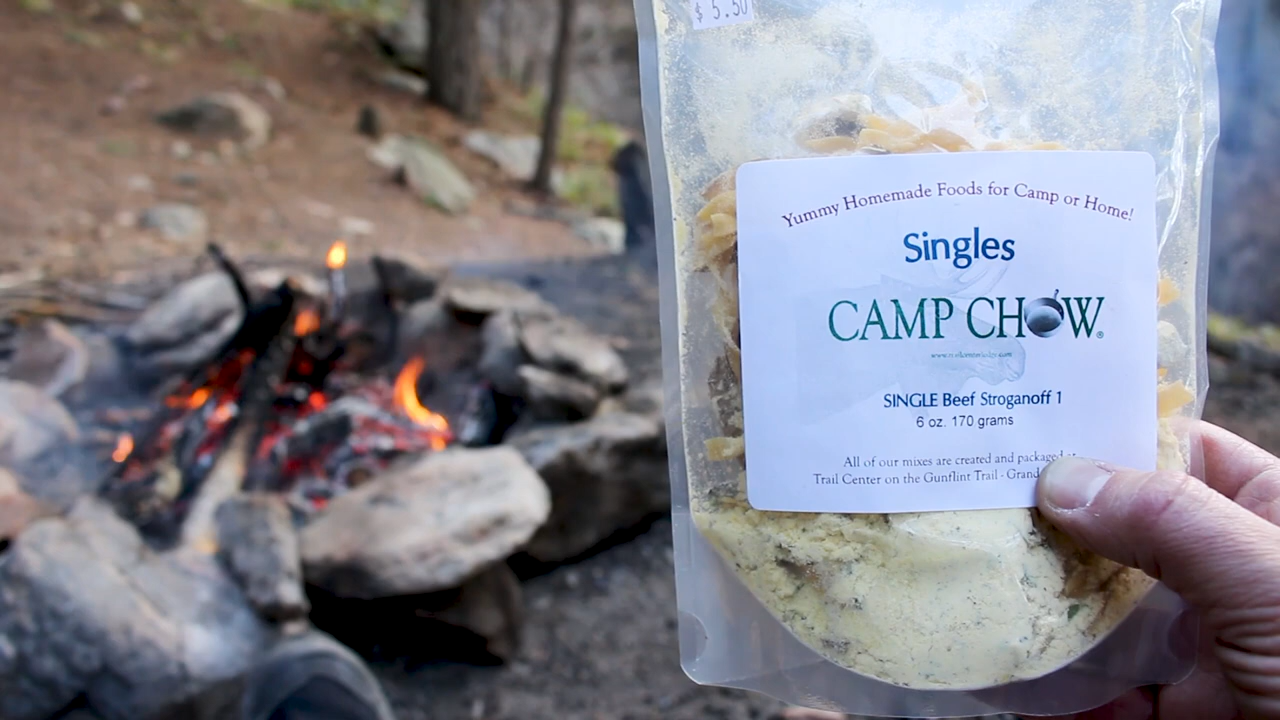 $ 5.50
Yummy Homemade Foods for Camp or Home!
Singles
CAMP CHOW®
SINGLE Beef Stroganoff 1
6 oz. 170 grams
All of our mixes are created and packaged at
Trail Center on the Gunflint Trail - Grand